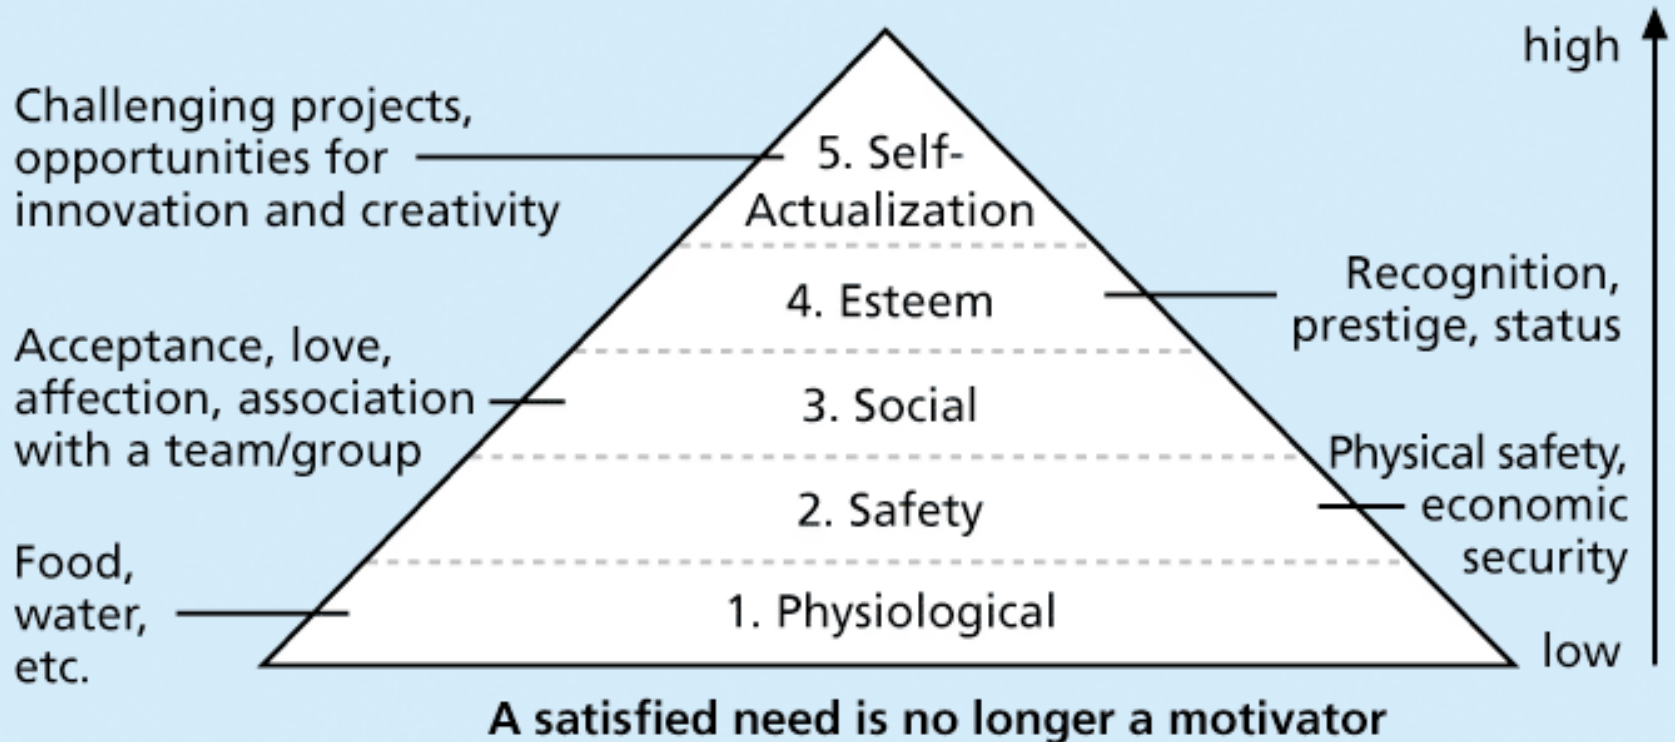 high
Challenging projects,
opportunities for
innovation and creativity
5. Self-
Actualization
Recognition,
prestige, status
4. Esteem
Acceptance, love,
affection, association
with a team/group
3. Social
Physical safety,
economic
security
2. Safety
Food,
water,
etc.
1. Physiological
low
A satisfied need is no longer a motivator